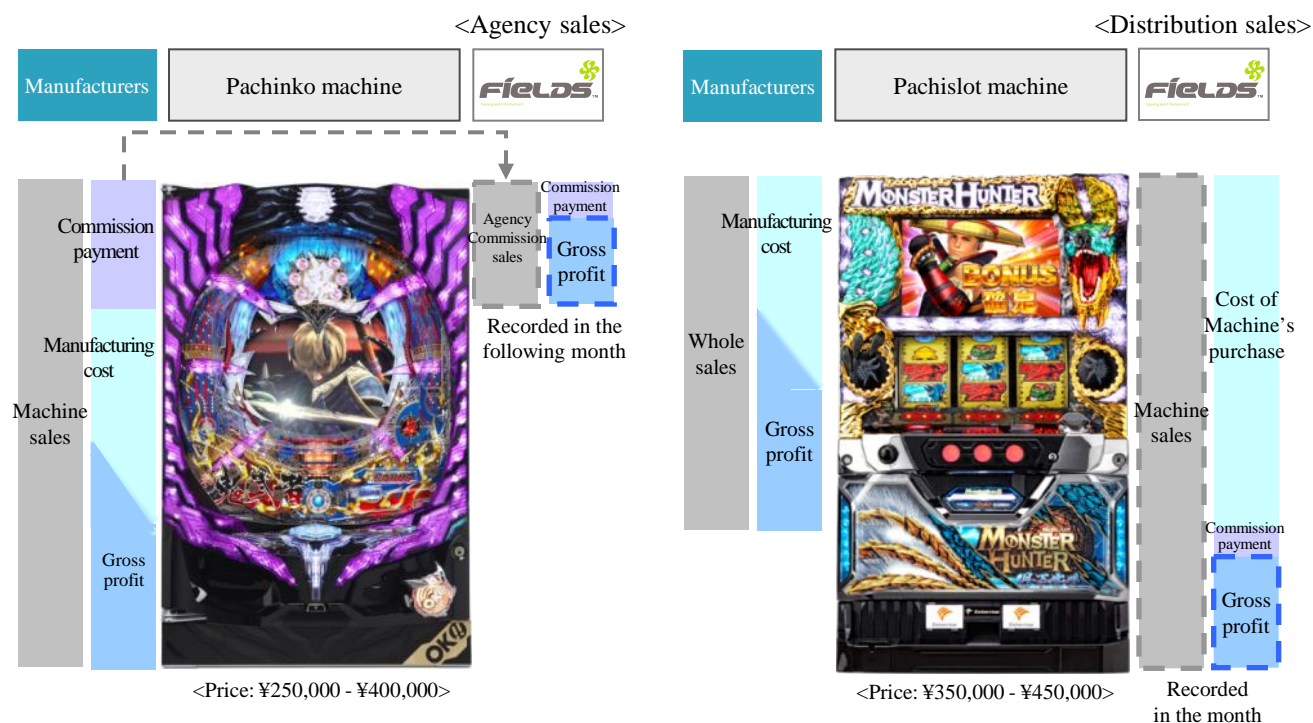 <Agency sales>
Manufacturers
Pachinko machine
FIELDS
Commission
payment
Manufacturing
cost
Machine
sales
Gross
profit
OK!!
Agency
Commission
sales
Commission
payment
Gross
profit
Recorded in the
following month
<Price: ¥250,000 - ¥400,000>
<Distribution sales>
Manufacturers
Pachislot machine
FIELDS
Manufacturing
cost
Whole
sales
Gross
profit
MONSTER HUNTER
BONUS
MONSTER
HUNTER
Enterrise
Enterrise
Machine
sales
Cost of
Machine's
purchase
Commission
payment
Gross
profit
<Price: ¥350,000 - ¥450,000>
Recorded
in the month